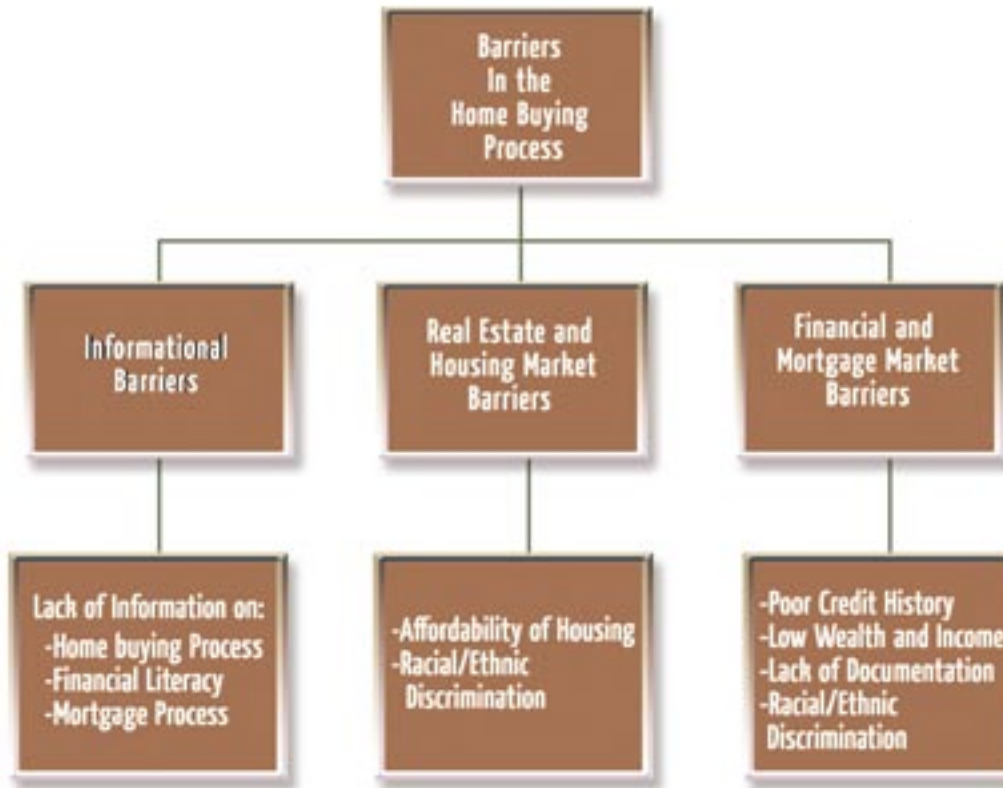 Barriers
In the
Home Buying
Process
Informational
Barriers
Real Estate and
Housing Market
Barriers
Financial and
Mortgage Market
Barriers
Lack of Information on:
-Home buying Process
-Financial Literacy
-Mortgage Process
-Affordability of Housing
-Racial/Ethnic
Discrimination
-Poor Credit History
-Low Wealth and Income
-Lack of Documentation
-Racial/Ethnic
Discrimination